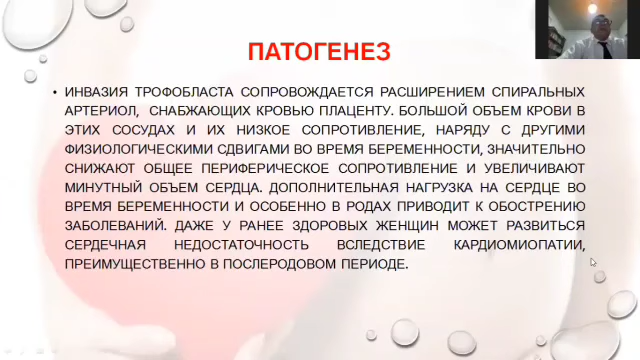 ПАТОГЕНЕЗ
• ИНВАЗИЯ ТРОФОБЛАСТА СОПРОВОЖДАЕТСЯ РАСШИРЕНИЕМ СПИРАЛЬНЫХ
АРТЕРИОЛ, СНАБЖАЮЩИХ КРОВЬЮ ПЛАЦЕНТУ. БОЛЬШОЙ ОБЪЕМ КРОВИ В
ЭТИХ СОСУДАХ И ИХ НИЗКОЕ СОПРОТИВЛЕНИЕ, НАРЯДУ С ДРУГИМИ
ФИЗИОЛОГИЧЕСКИМИ СДВИГАМИ ВО ВРЕМЯ БЕРЕМЕННОСТИ, ЗНАЧИТЕЛЬНО
СНИЖАЮТ ОБЩЕЕ ПЕРИФЕРИЧЕСКОЕ СОПРОТИВЛЕНИЕ И УВЕЛИЧИВАЮТ
МИНУТНЫЙ ОБЪЕМ СЕРДЦА. ДОПОЛНИТЕЛЬНАЯ НАГРУЗКА НА СЕРДЦЕ ВО
ВРЕМЯ БЕРЕМЕННОСТИ И ОСОБЕННО В РОДАХ ПРИВОДИТ К ОБОСТРЕНИЮ
ЗАБОЛЕВАНИЙ. ДАЖЕ У РАНЕЕ ЗДОРОВЫХ ЖЕНЩИН МОЖЕТ РАЗВИТЬСЯ
СЕРДЕЧНАЯ НЕДОСТАТОЧНОСТЬ ВСЛЕДСТВИЕ КАРДИОМИОПАТИИ,
ПРЕИМУЩЕСТВЕННО В ПОСЛЕРОДОВОМ ПЕРИОДЕ.